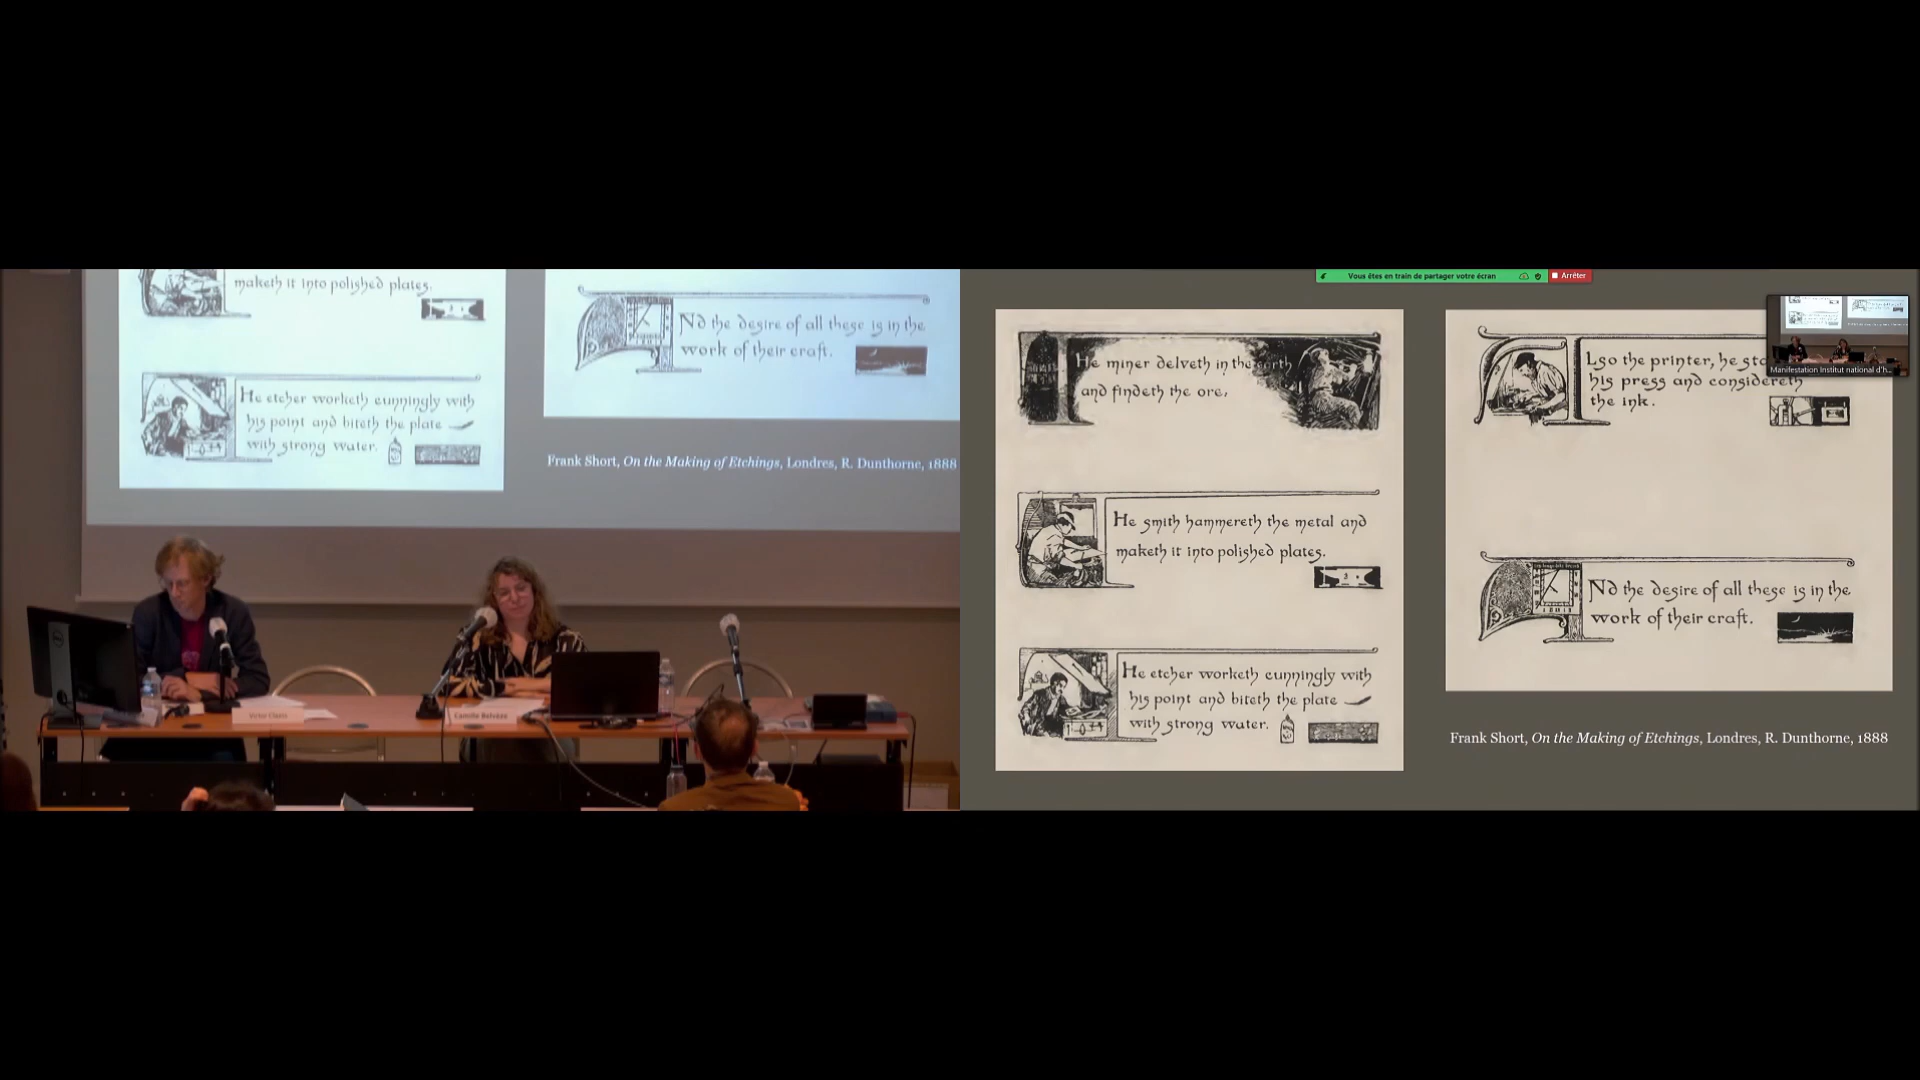 maketh it into polished plates.
Nd the desire of all these is in the
work of their craft.
He etcher worketh cunningly with
his point and biteth the plate
with strong water.
Frank Short, On the Making of Etchings, Londres, R. Dunthorne, 1888
Camille Belvèze
Vous êtes en train de partager votre écran
Arrêter
He miner delveth in the earth
and findeth the ore,
He smith hammereth the metal and
maketh it into polished plates.
He etcher worketh cunningly with
his point and biteth the plate
with strong water.
Lso the printer, he
his press and considereth
the ink.
Manifestation Institut national d'h...
Nd the desire of all these is in the
work of their craft.
Frank Short, On the Making of Etchings, Londres, R. Dunthorne, 1888